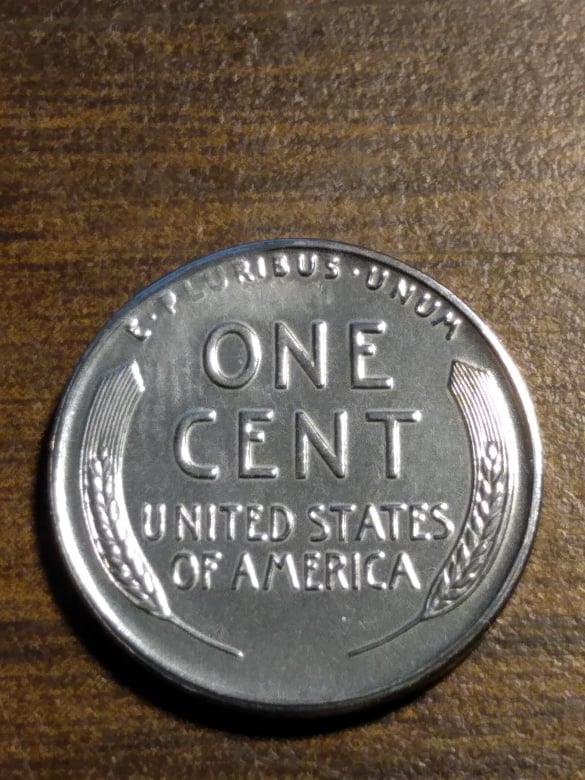 E·PLURIBUS·UNUM
ONE
CENT
UNITED STATES
OF AMERICA